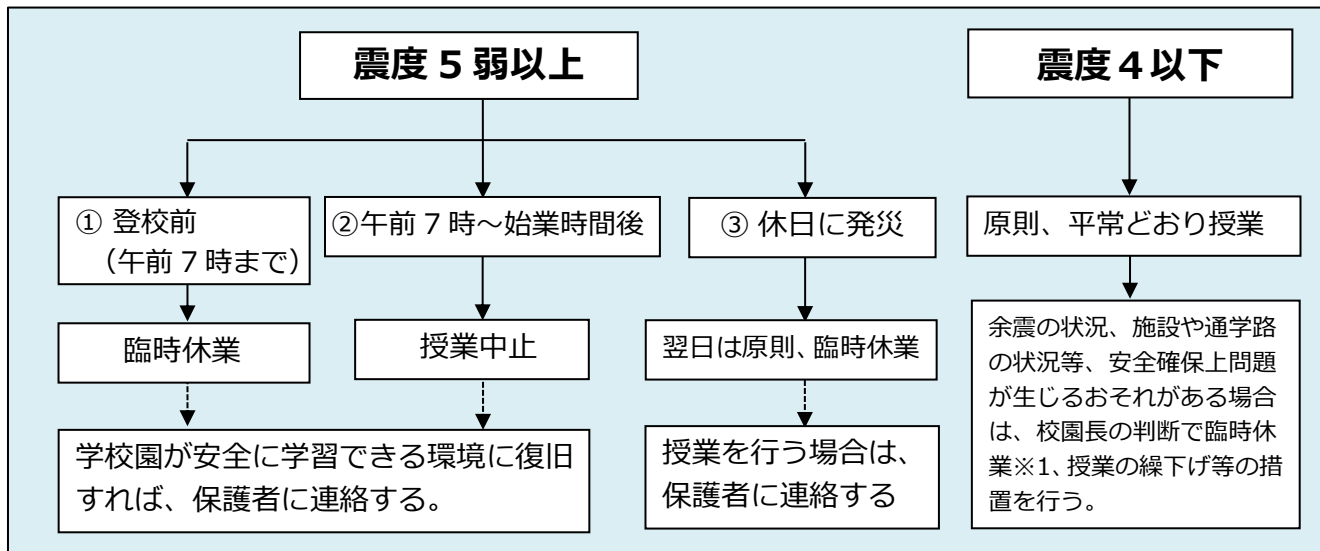 震度５弱以上
震度４以下
① 登校前
（午前７時まで）
②午前７時～始業時間後
③ 休日に発災
原則、平常どおり授業
臨時休業
授業中止
翌日は原則、臨時休業
余震の状況、施設や通学路
の状況等、安全確保上問題
が生じるおそれがある場合
は、校園長の判断で臨時休
業※1、授業の繰下げ等の措
置を行う。
学校園が安全に学習できる環境に復旧
すれば、保護者に連絡する。
授業を行う場合は、
保護者に連絡する